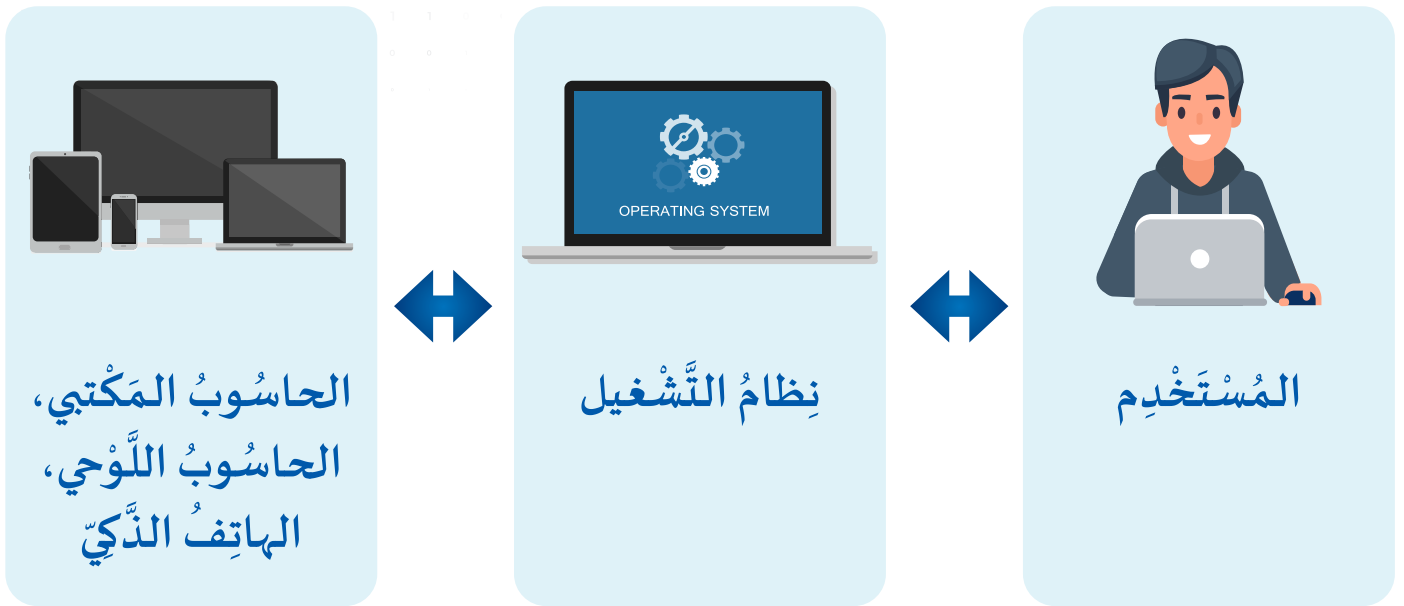 المُسْتَخْدِم
OPERATING SYSTEM
نِظامُ التَّشْغيل
الحاسُوبُ المَكْتبي،
الحاسُوبُ اللَّوْحي،
الهاتِفُ الذَّكِيّ